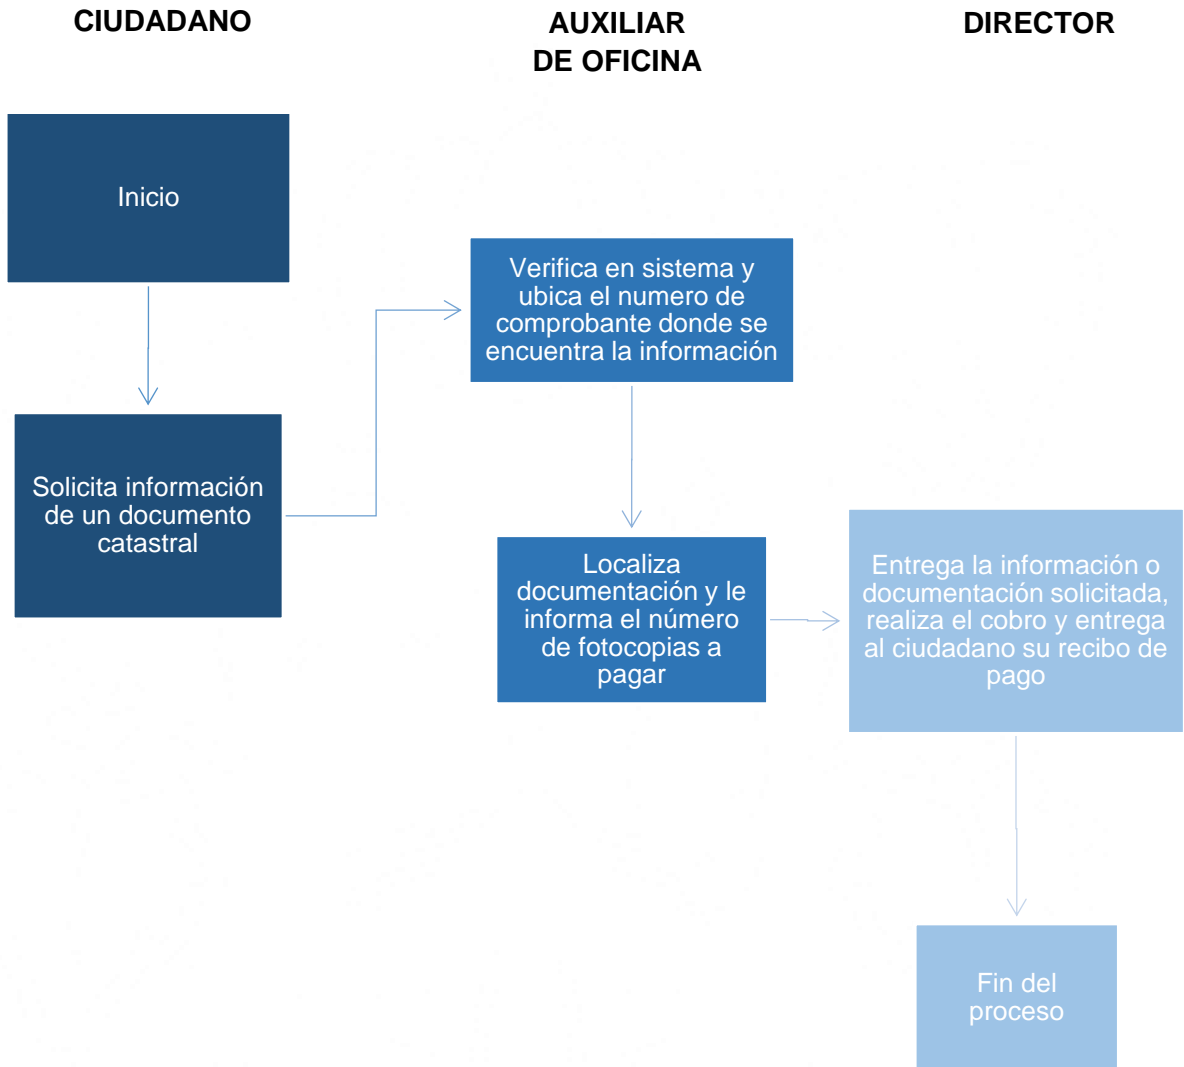 CIUDADANO
AUXILIAR
DE OFICINA
DIRECTOR
Inicio
Solicita información
de un documento
catastral
Verifica en sistema y
ubica el numero de
comprobante donde se
encuentra la información
Localiza
documentación y le
informa el número
de fotocopias a
pagar
Entrega la información o
documentación solicitada,
realiza el cobro y entrega
al ciudadano su recibo de
pago
Fin del
proceso